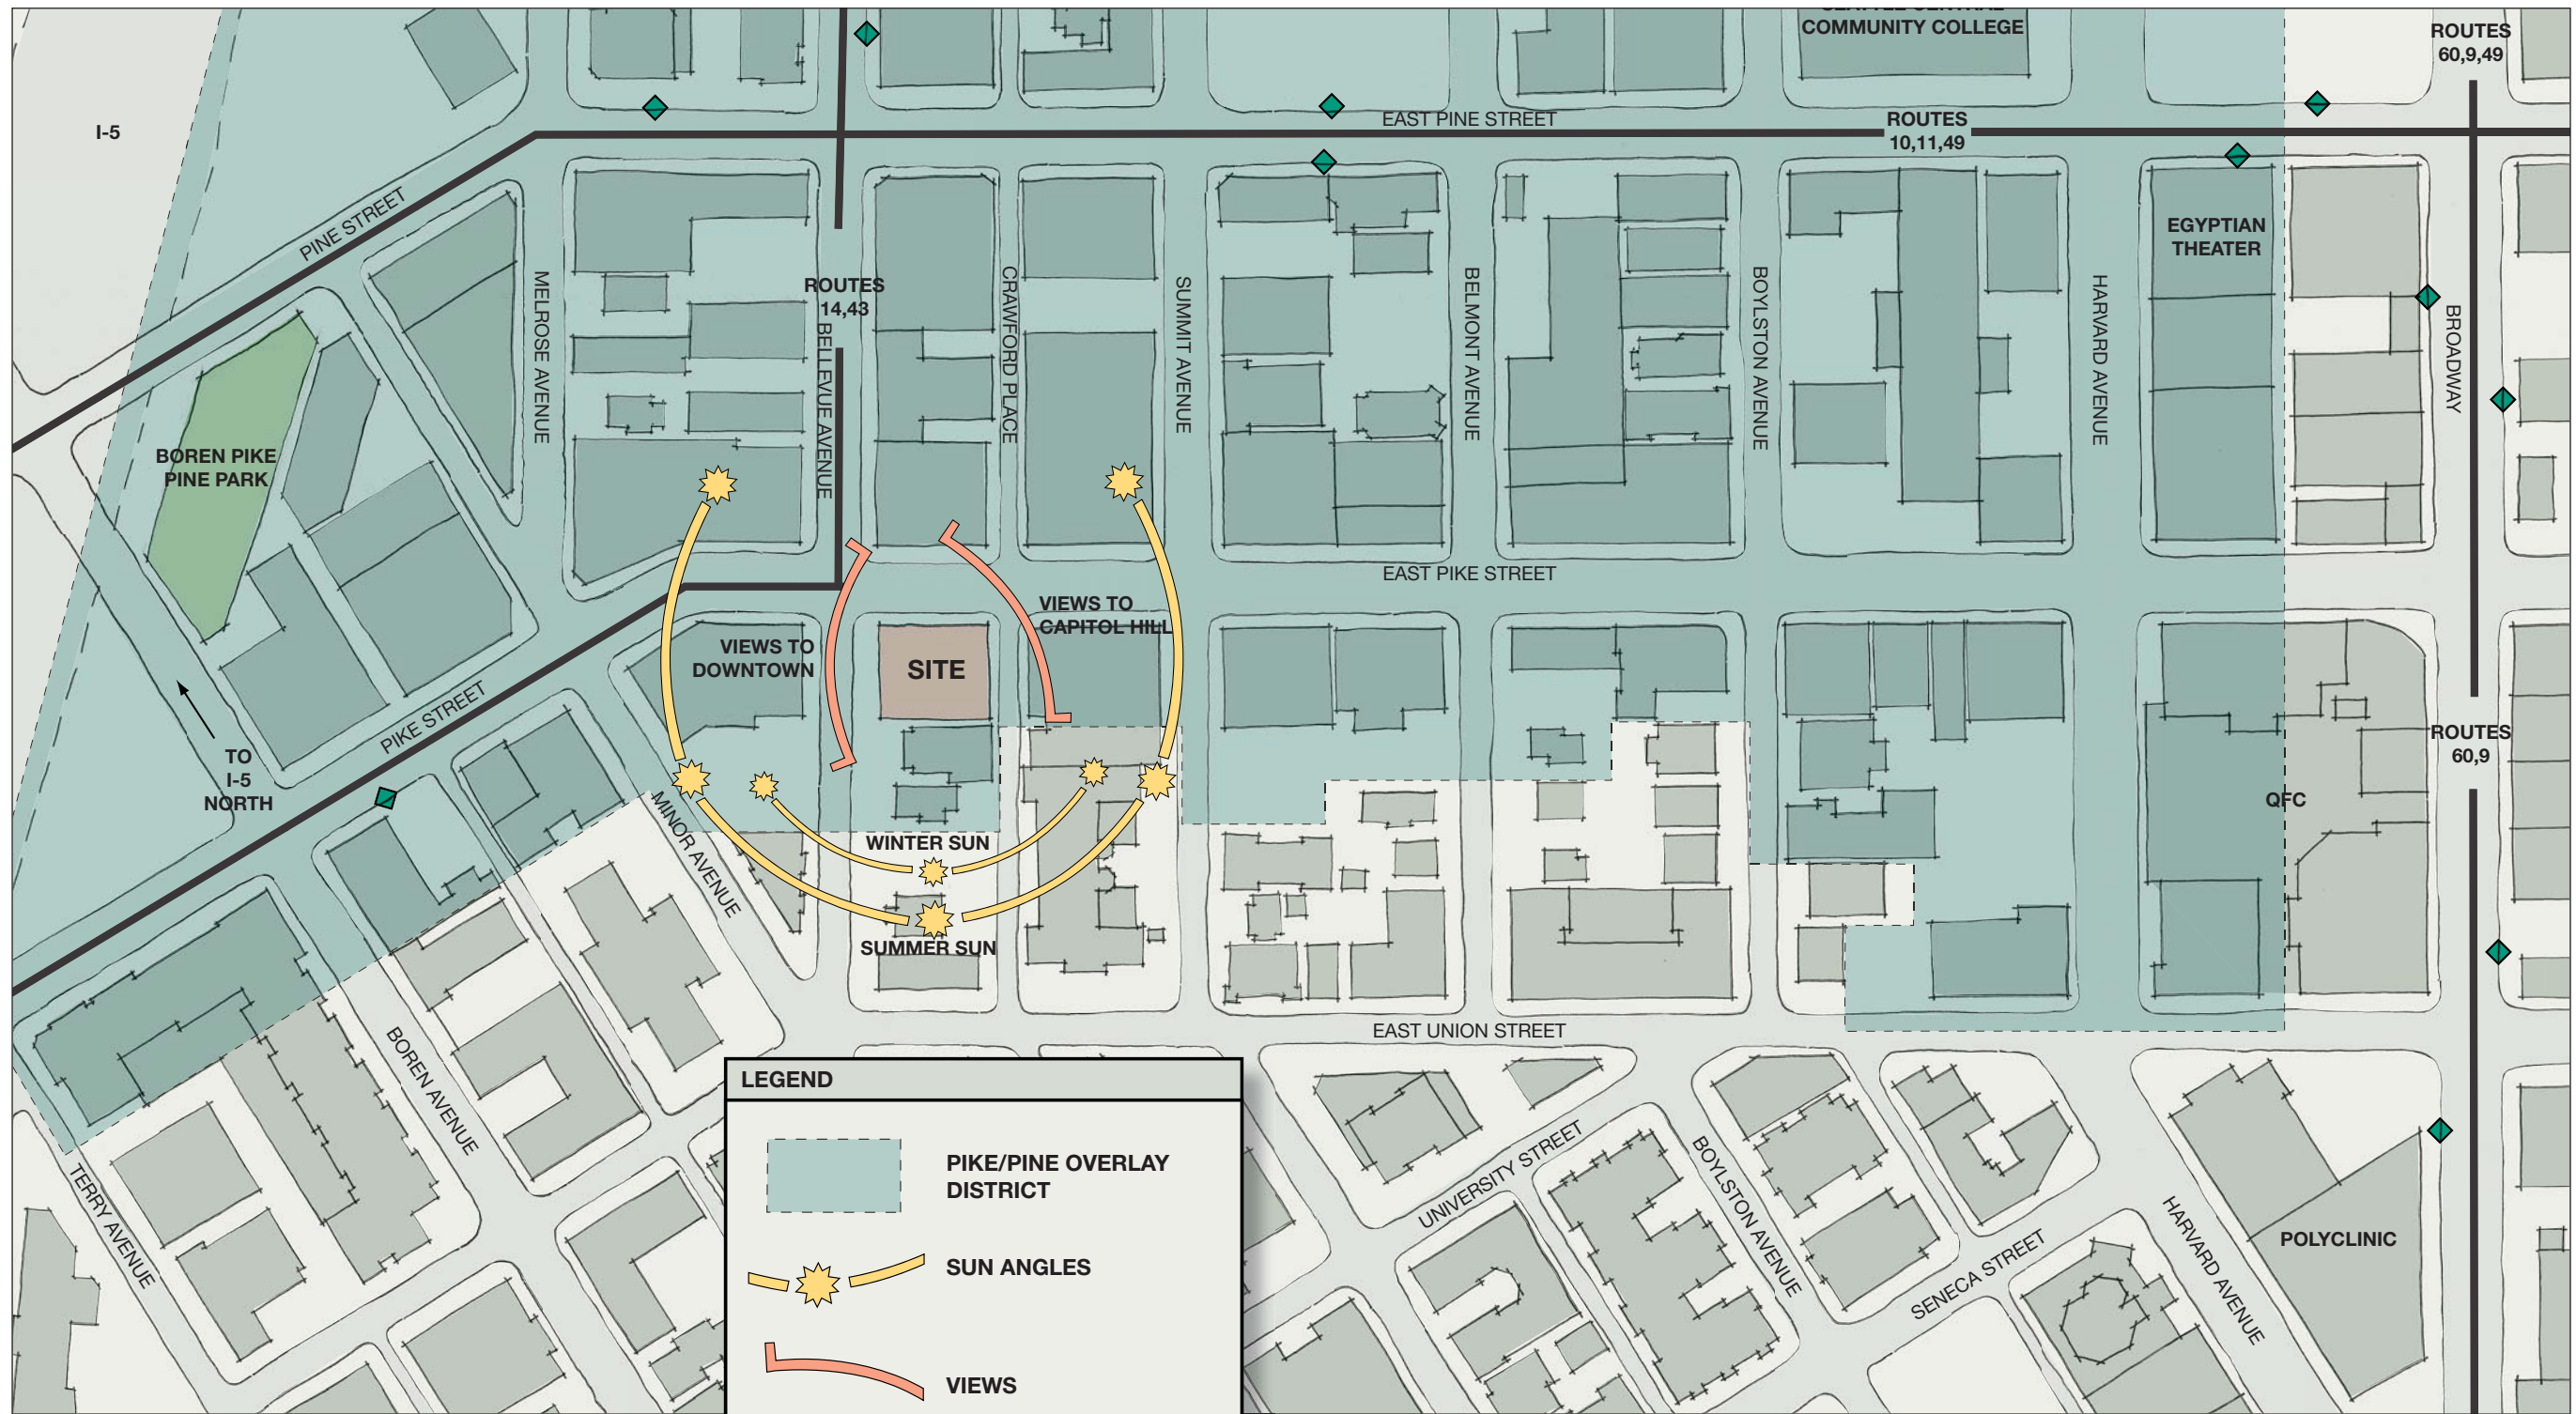 COMMUNITY COLLEGE
ROUTES
60,9,49
I-5
EAST PINE STREET
ROUTES
10,11,49
PINE STREET
EGYPTIAN
THEATER
MELROSE AVENUE
ROUTES
14,43
BELLEVUE AVENUE
CRAWFORD PLACE
SUMMIT AVENUE
BELMONT AVENUE
BOYLSTON AVENUE
HARVARD AVENUE
BROADWAY
BOREN PIKE
PINE PARK
EAST PIKE STREET
VIEWS TO
CAPITOL HILL
VIEWS TO
DOWNTOWN
SITE
PIKE STREET
TO
I-5
NORTH
ROUTES
60,9
QFC
MINOR AVENUE
WINTER SUN
SUMMER SUN
EAST UNION STREET
BOREN AVENUE
TERRY AVENUE
LEGEND
PIKE/PINE OVERLAY
DISTRICT
SUN ANGLES
VIEWS
UNIVERSITY STREET
BOYLSTON AVENUE
SENECA STREET
HARVARD AVENUE
POLYCLINIC